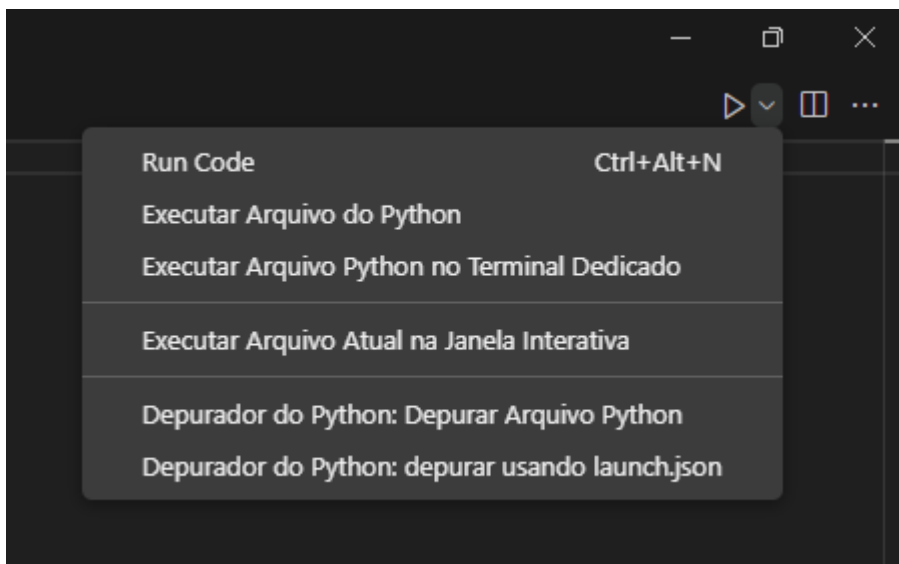 Run Code Ctrl+Alt+N
Executar Arquivo do Python
Executar Arquivo Python no Terminal Dedicado
Executar Arquivo Atual na Janela Interativa
Depurador do Python: Depurar Arquivo Python
Depurador do Python: depurar usando launch.json